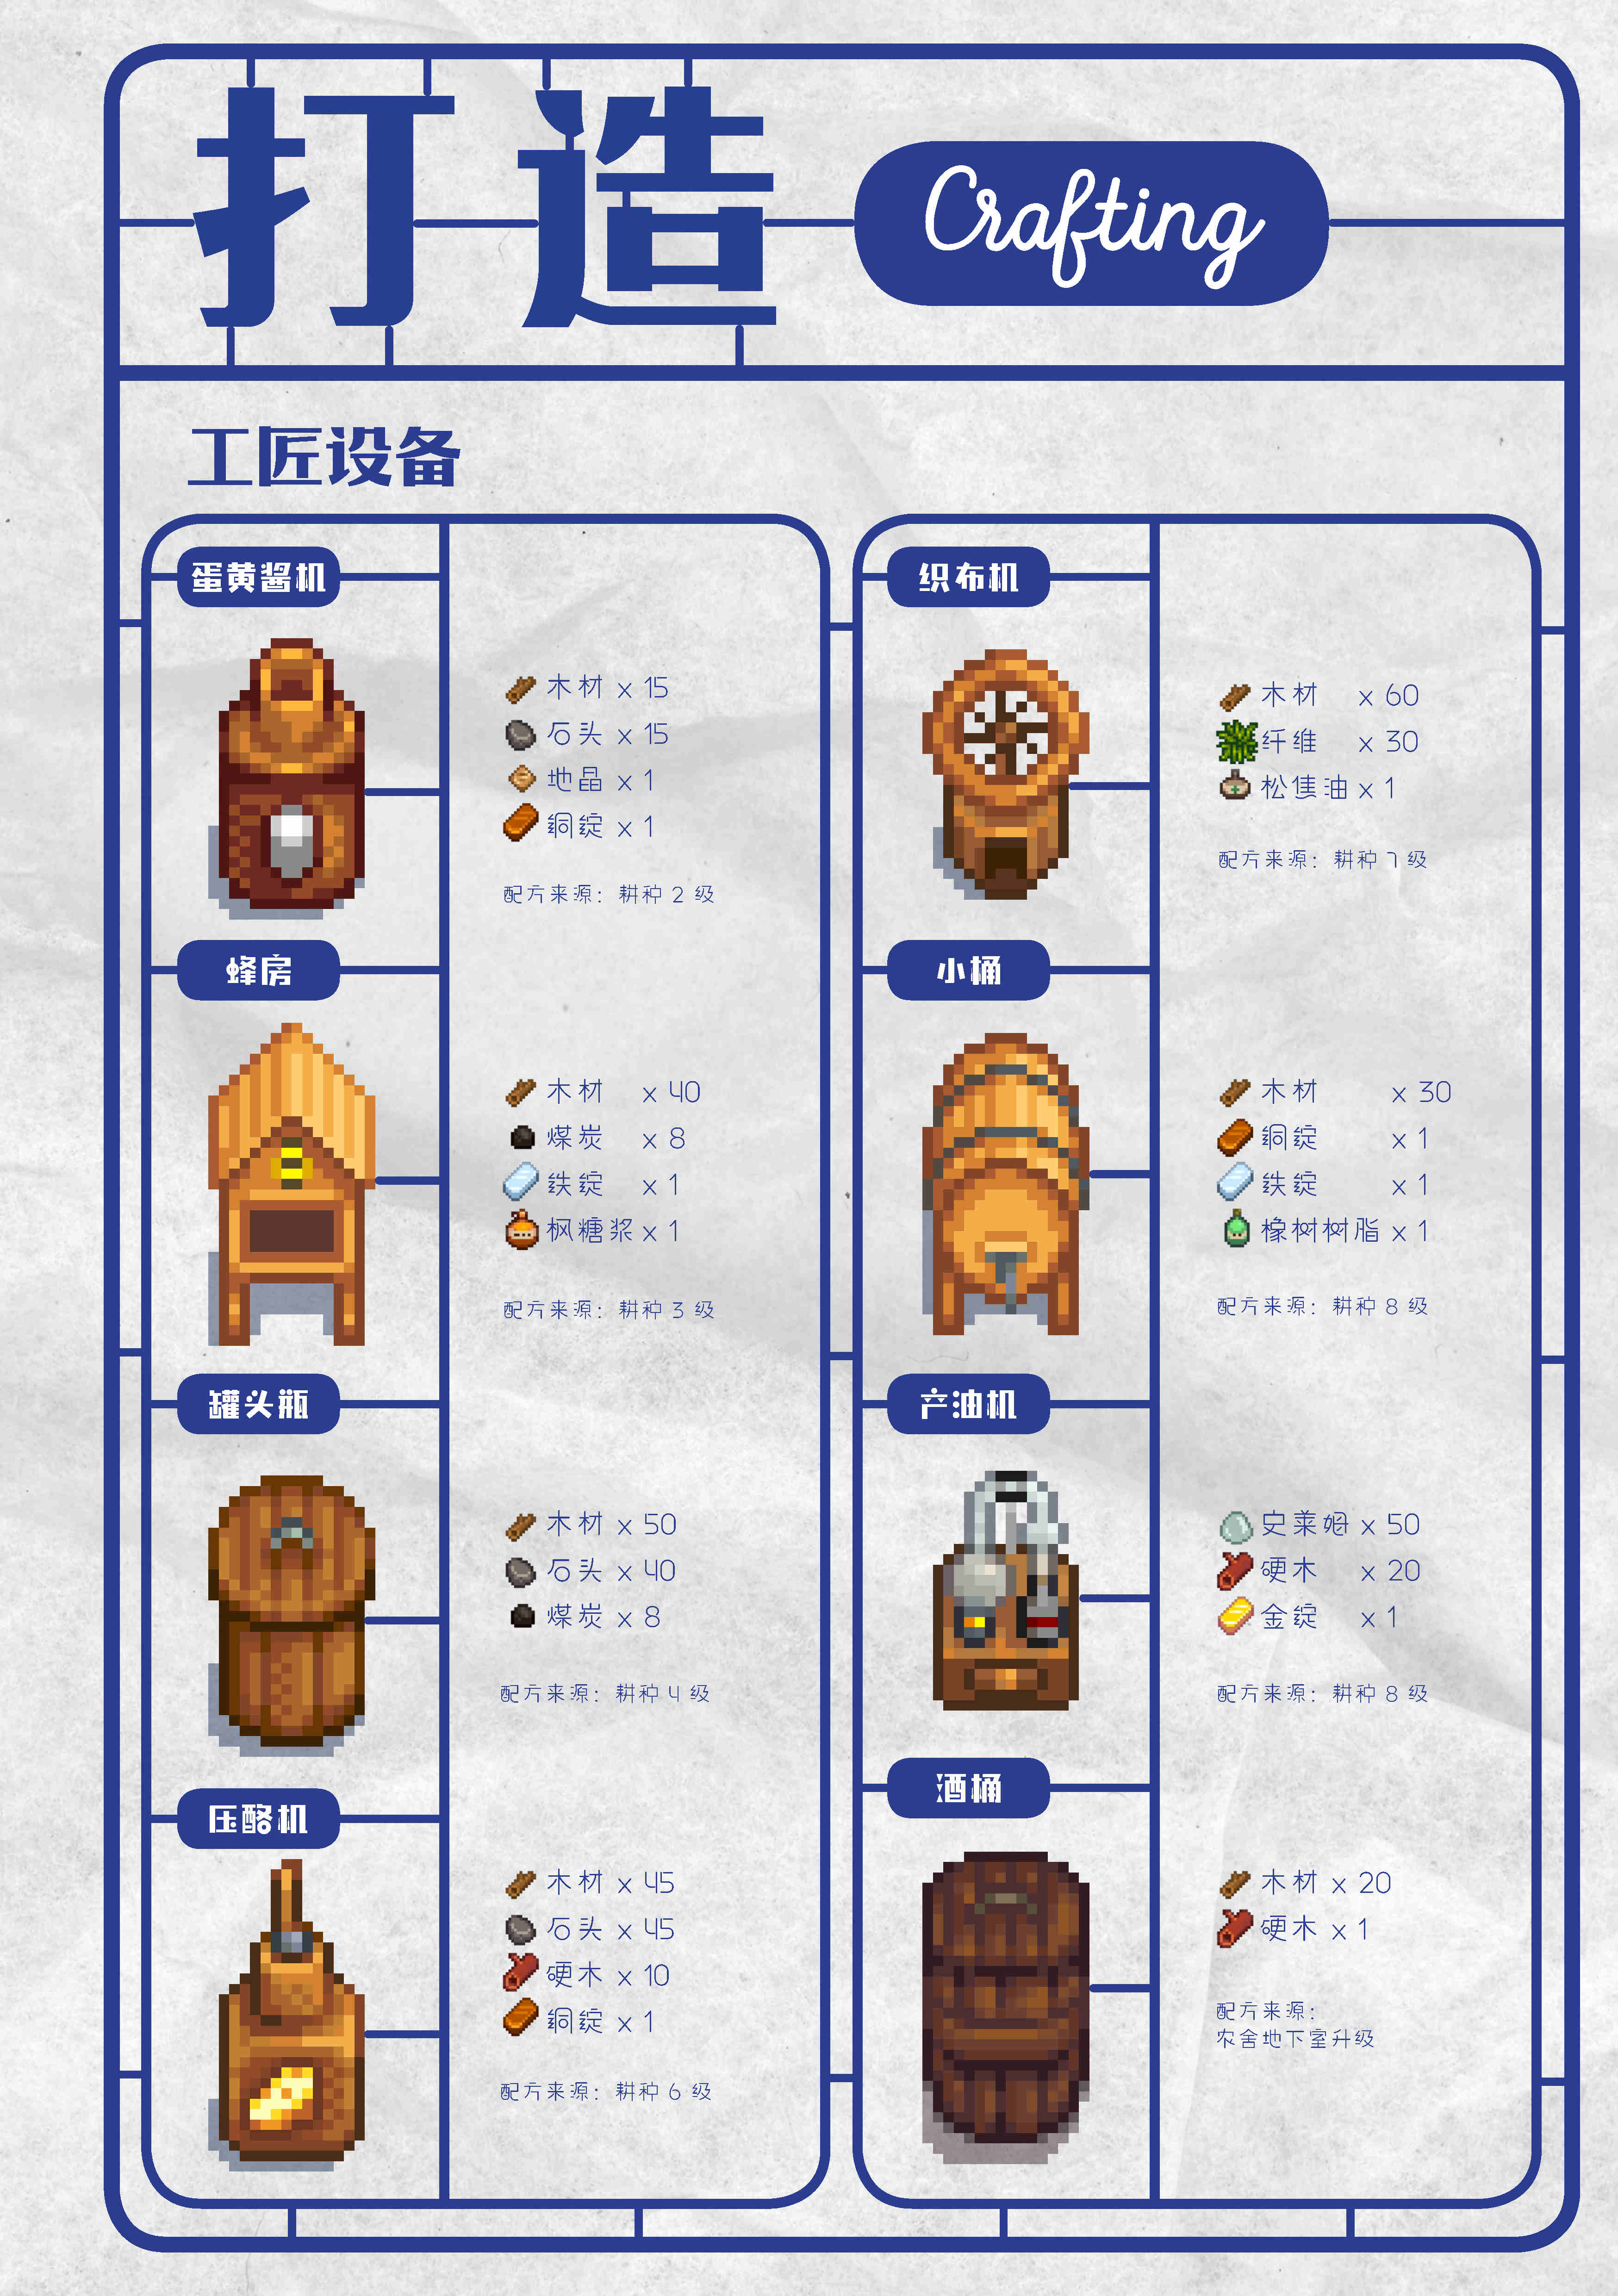 打造
Crafting
工匠设备
蛋黄酱机
木材 x 15
石头 x 15
地晶 x 1
铜锭 x 1
配方来源：耕种 2 级
蜂房
木材 x 40
煤炭 x 8
铁锭 x 1
枫糖浆 x 1
配方来源：耕种 3 级
罐头瓶
木材 x 50
石头 x 40
煤炭 x 8
配方来源：耕种 4 级
压酪机
木材 x 45
石头 x 45
硬木 x 10
铜锭 x 1
配方来源：耕种 6 级
织布机
木材 x 60
纤维 x 30
松焦油 x 1
配方来源：耕种 7 级
小桶
木材 x 30
铜锭 x 1
铁锭 x 1
橡树树脂 x 1
配方来源：耕种 8 级
产油机
史莱姆 x 50
硬木 x 20
金锭 x 1
配方来源：耕种 8 级
酒桶
木材 x 20
硬木 x 1
配方来源：
农舍地下室升级